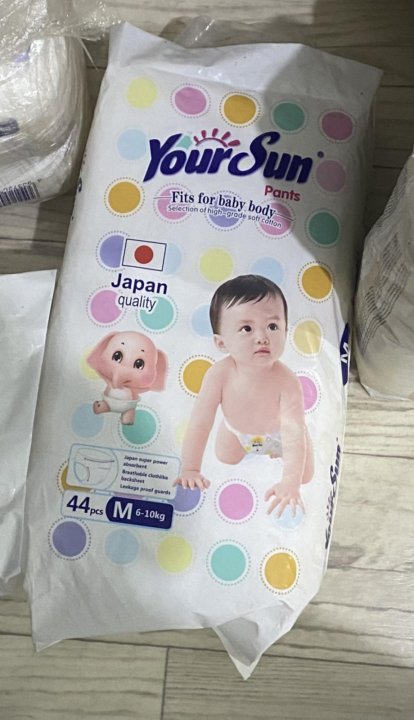 YourSun
Pants
Fits for baby body
Selection of high-grade soft cotton
Japan
quality
Japan super power
absorbent
Breathable clothlike
backsheet
Leakage proof guards
44pcs M 6-10kg
M
YourSun